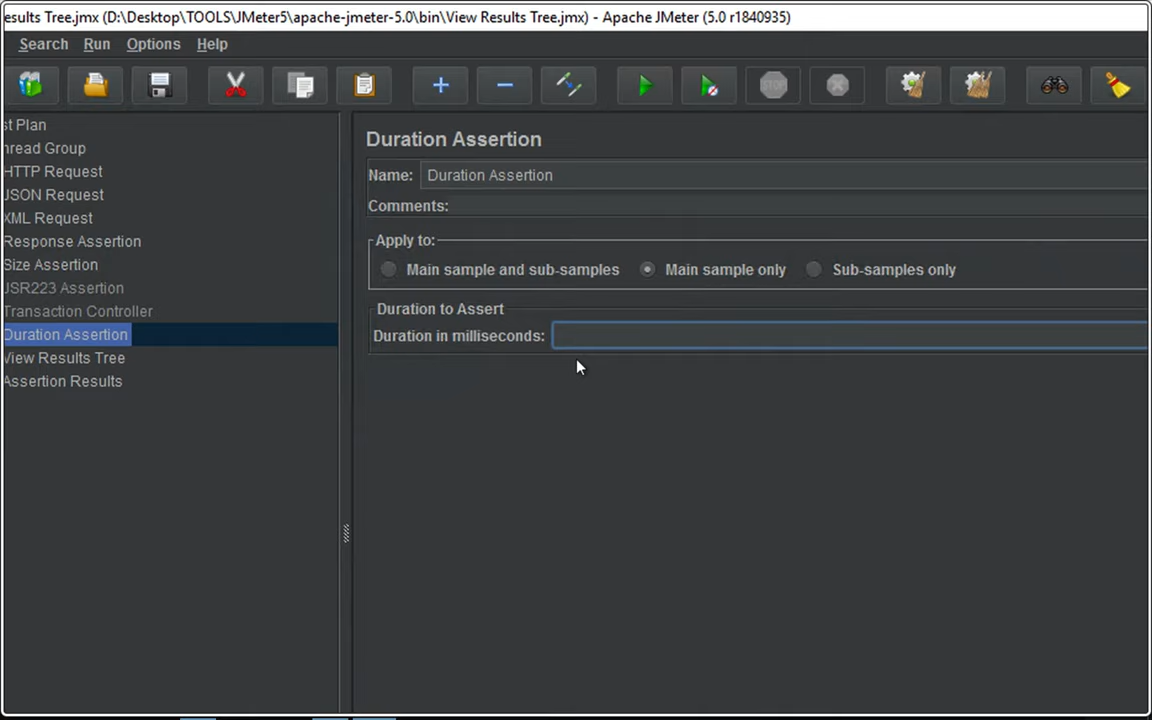 esults Tree.jmx (D:\Desktop\TOOLS\JMeter5\apache-jmeter-5.0\bin\View Results Tree.jmx) - Apache JMeter (5.0 r1840935)
Search Run Options Help
STOP
st Plan
hread Group
HTTP Request
JSON Request
XML Request
Response Assertion
Size Assertion
JSR223 Assertion
Transaction Controller
Duration Assertion
View Results Tree
Assertion Results
Duration Assertion
Name: Duration Assertion
Comments:
Apply to:
Main sample and sub-samples Main sample only Sub-samples only
Duration to Assert
Duration in milliseconds: